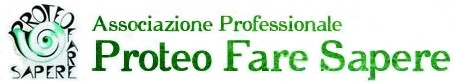 PROTEO FARE
SAPERE
Associazione Professionale
Proteo Fare Sapere